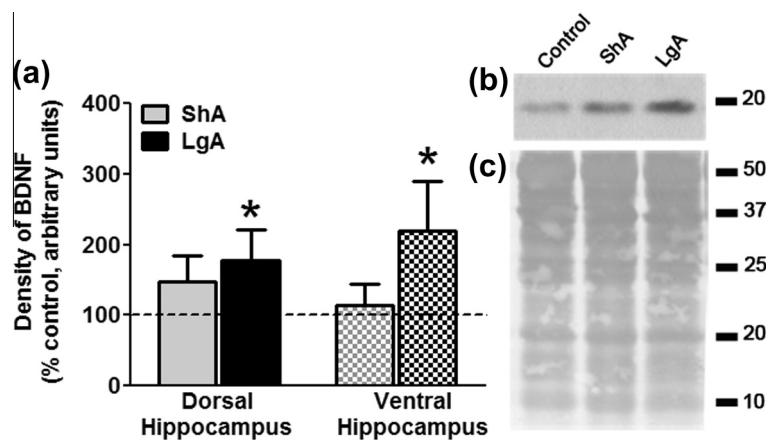 (a)
Density of BDNF
(% control, arbitrary units)
400
300
200
100
0
ShA
LgA
*
*
Dorsal
Hippocampus
Ventral
Hippocampus
(b)
Control
ShA
LgA
20
(c)
50
37
25
20
10